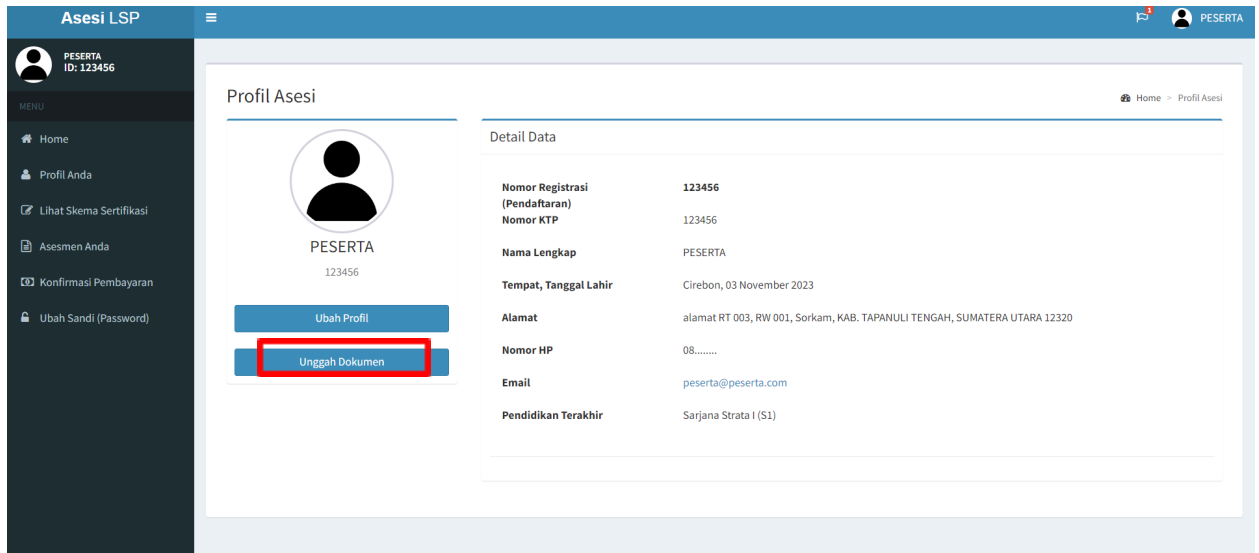 Asesi LSP
1
PESERTA
PESERTA
ID: 123456
MENU
Home
Profil Anda
Lihat Skema Sertifikasi
Asesmen Anda
Konfirmasi Pembayaran
Ubah Sandi (Password)
Profil Asesi
Home > Profil Asesi
PESERTA
123456
Ubah Profil
Unggah Dokumen
Detail Data
Nomor Registrasi (Pendaftaran) 123456
Nomor KTP 123456
Nama Lengkap PESERTA
Tempat, Tanggal Lahir Cirebon, 03 November 2023
Alamat alamat RT 003, RW 001, Sorkam, KAB. TAPANULI TENGAH, SUMATERA UTARA 12320
Nomor HP 08........
Email peserta@peserta.com
Pendidikan Terakhir Sarjana Strata I (S1)